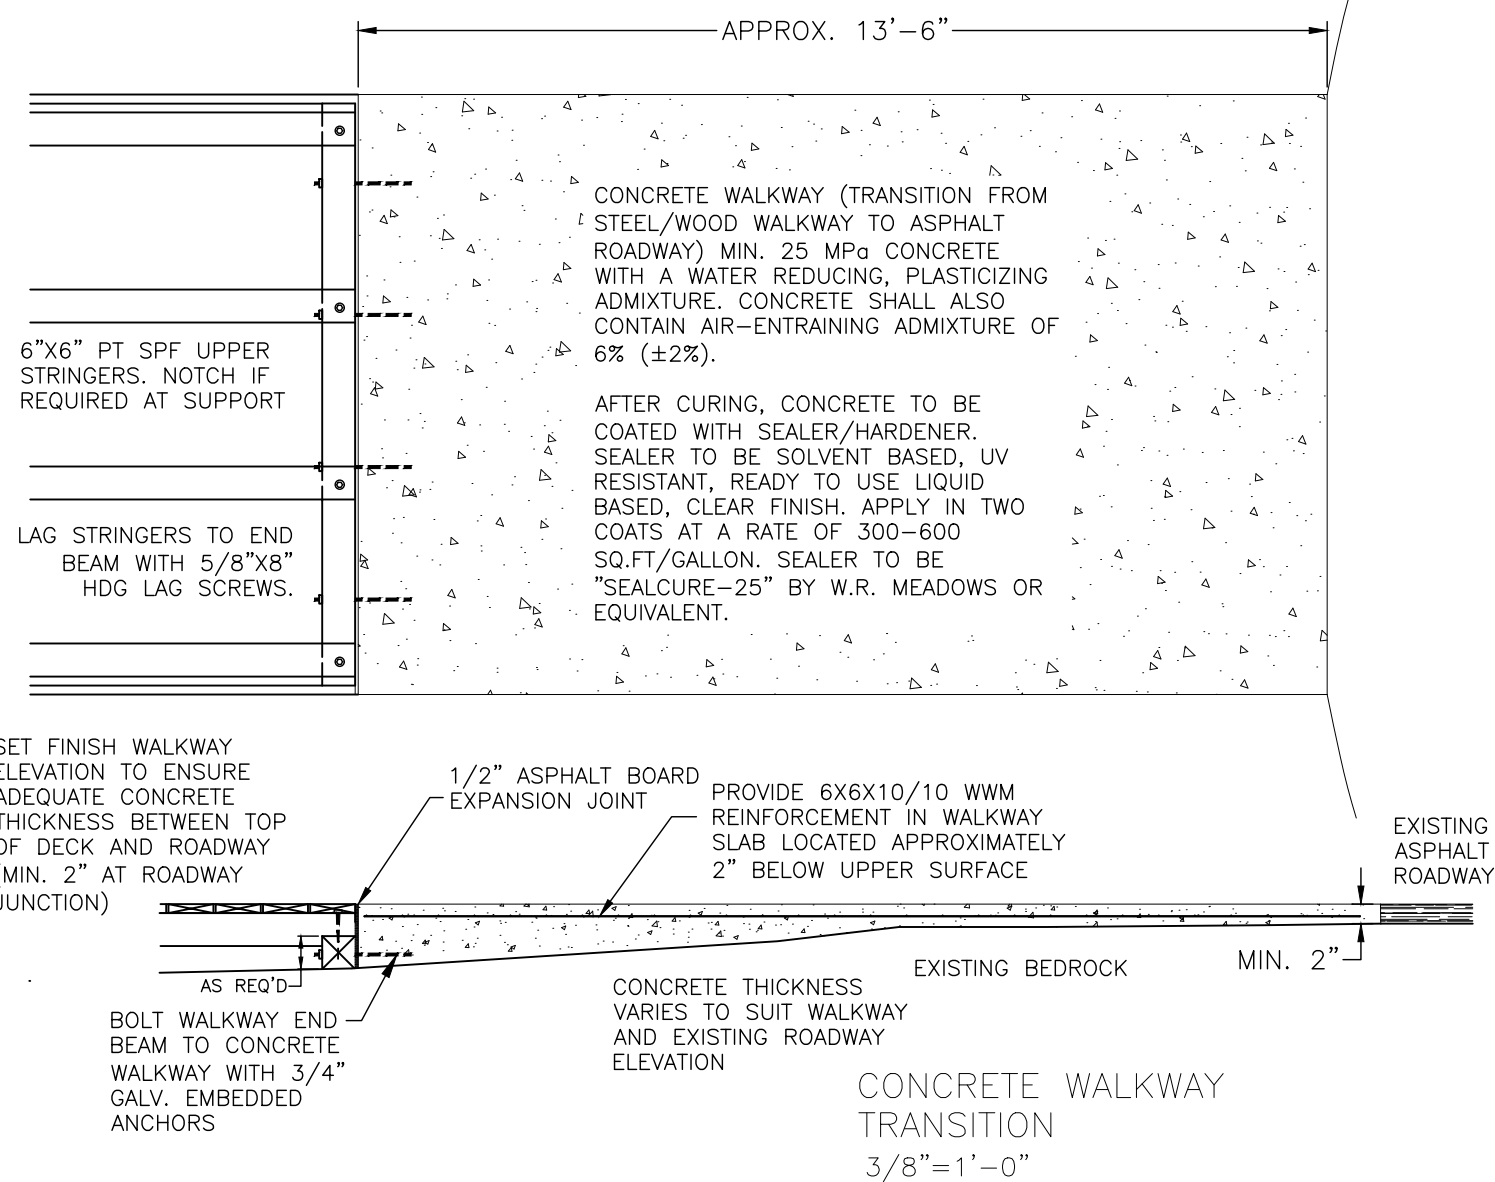 APPROX. 13'-6"
CONCRETE WALKWAY (TRANSITION FROM
STEEL/WOOD WALKWAY TO ASPHALT
ROADWAY) MIN. 25 MPa CONCRETE
WITH A WATER REDUCING, PLASTICIZING
ADMIXTURE. CONCRETE SHALL ALSO
CONTAIN AIR-ENTRAINING ADMIXTURE OF
6% (±2%).
AFTER CURING, CONCRETE TO BE
COATED WITH SEALER/HARDENER.
SEALER TO BE SOLVENT BASED, UV
RESISTANT, READY TO USE LIQUID
BASED, CLEAR FINISH. APPLY IN TWO
COATS AT A RATE OF 300-600
SQ.FT/GALLON. SEALER TO BE
"SEALCURE-25" BY W.R. MEADOWS OR
EQUIVALENT.
6"X6" PT SPF UPPER
STRINGERS. NOTCH IF
REQUIRED AT SUPPORT
LAG STRINGERS TO END
BEAM WITH 5/8"X8"
HDG LAG SCREWS.
SET FINISH WALKWAY
ELEVATION TO ENSURE
ADEQUATE CONCRETE
THICKNESS BETWEEN TOP
OF DECK AND ROADWAY
(MIN. 2" AT ROADWAY
JUNCTION)
1/2" ASPHALT BOARD
EXPANSION JOINT
PROVIDE 6X6X10/10 WWM
REINFORCEMENT IN WALKWAY
SLAB LOCATED APPROXIMATELY
2" BELOW UPPER SURFACE
EXISTING
ASPHALT
ROADWAY
AS REQ'D
BOLT WALKWAY END
BEAM TO CONCRETE
WALKWAY WITH 3/4"
GALV. EMBEDDED
ANCHORS
CONCRETE THICKNESS
VARIES TO SUIT WALKWAY
AND EXISTING ROADWAY
ELEVATION
EXISTING BEDROCK
MIN. 2"
CONCRETE WALKWAY
TRANSITION
3/8"=1'-0"